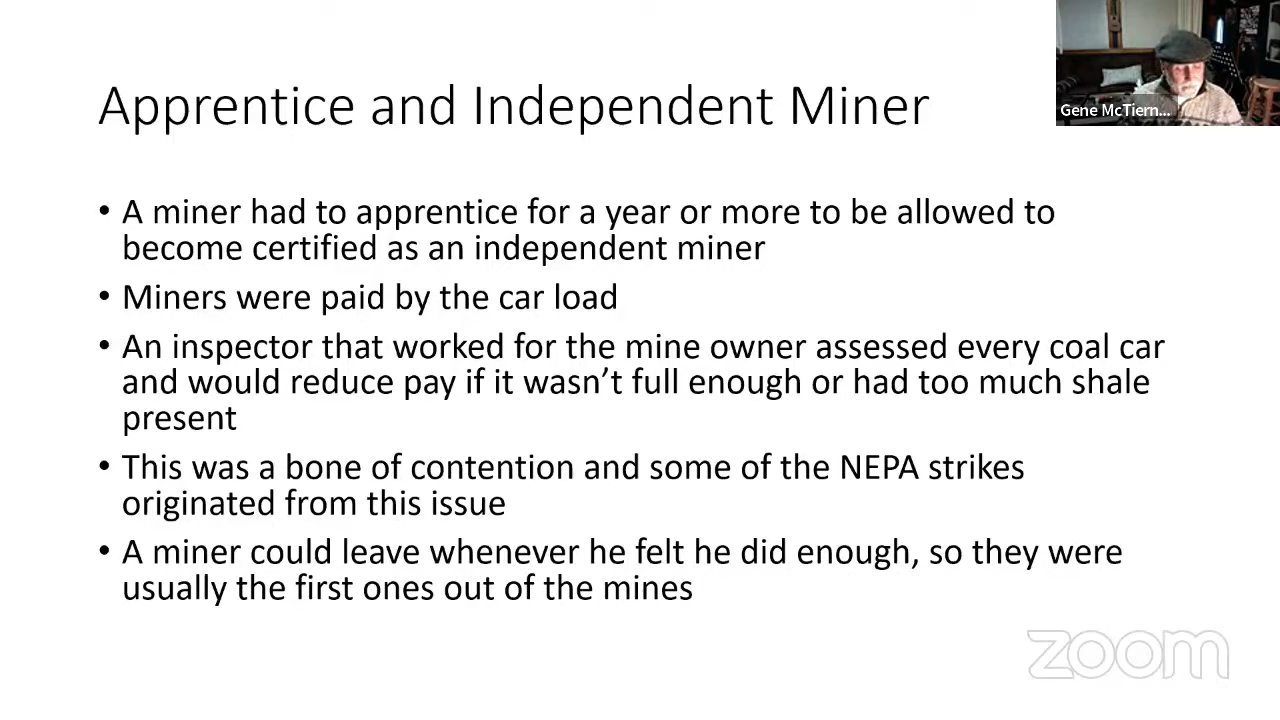 Apprentice and Independent Miner
Gene McTiern...
• A miner had to apprentice for a year or more to be allowed to
become certified as an independent miner
• Miners were paid by the car load
• An inspector that worked for the mine owner assessed every coal car
and would reduce pay if it wasn’t full enough or had too much shale
present
• This was a bone of contention and some of the NEPA strikes
originated from this issue
• A miner could leave whenever he felt he did enough, so they were
usually the first ones out of the mines
zoom